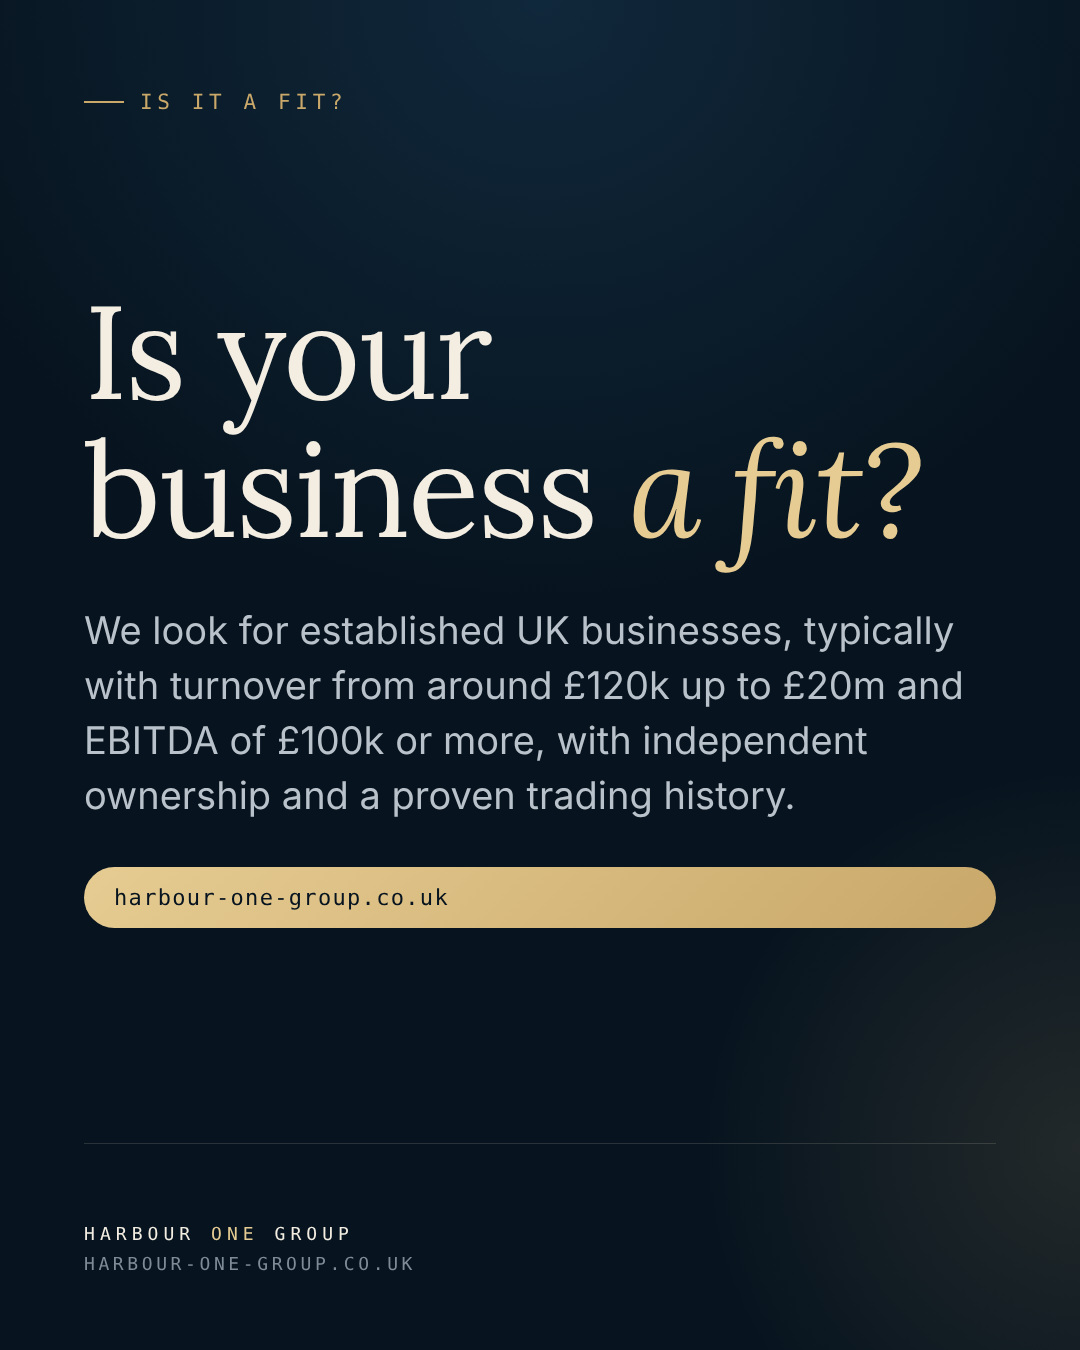 IS IT A FIT?
Is your
business a fit?
We look for established UK businesses, typically
with turnover from around £120k up to £20m and
EBITDA of £100k or more, with independent
ownership and a proven trading history.
harbour-one-group.co.uk
HARBOUR ONE GROUP
HARBOUR-ONE-GROUP.CO.UK